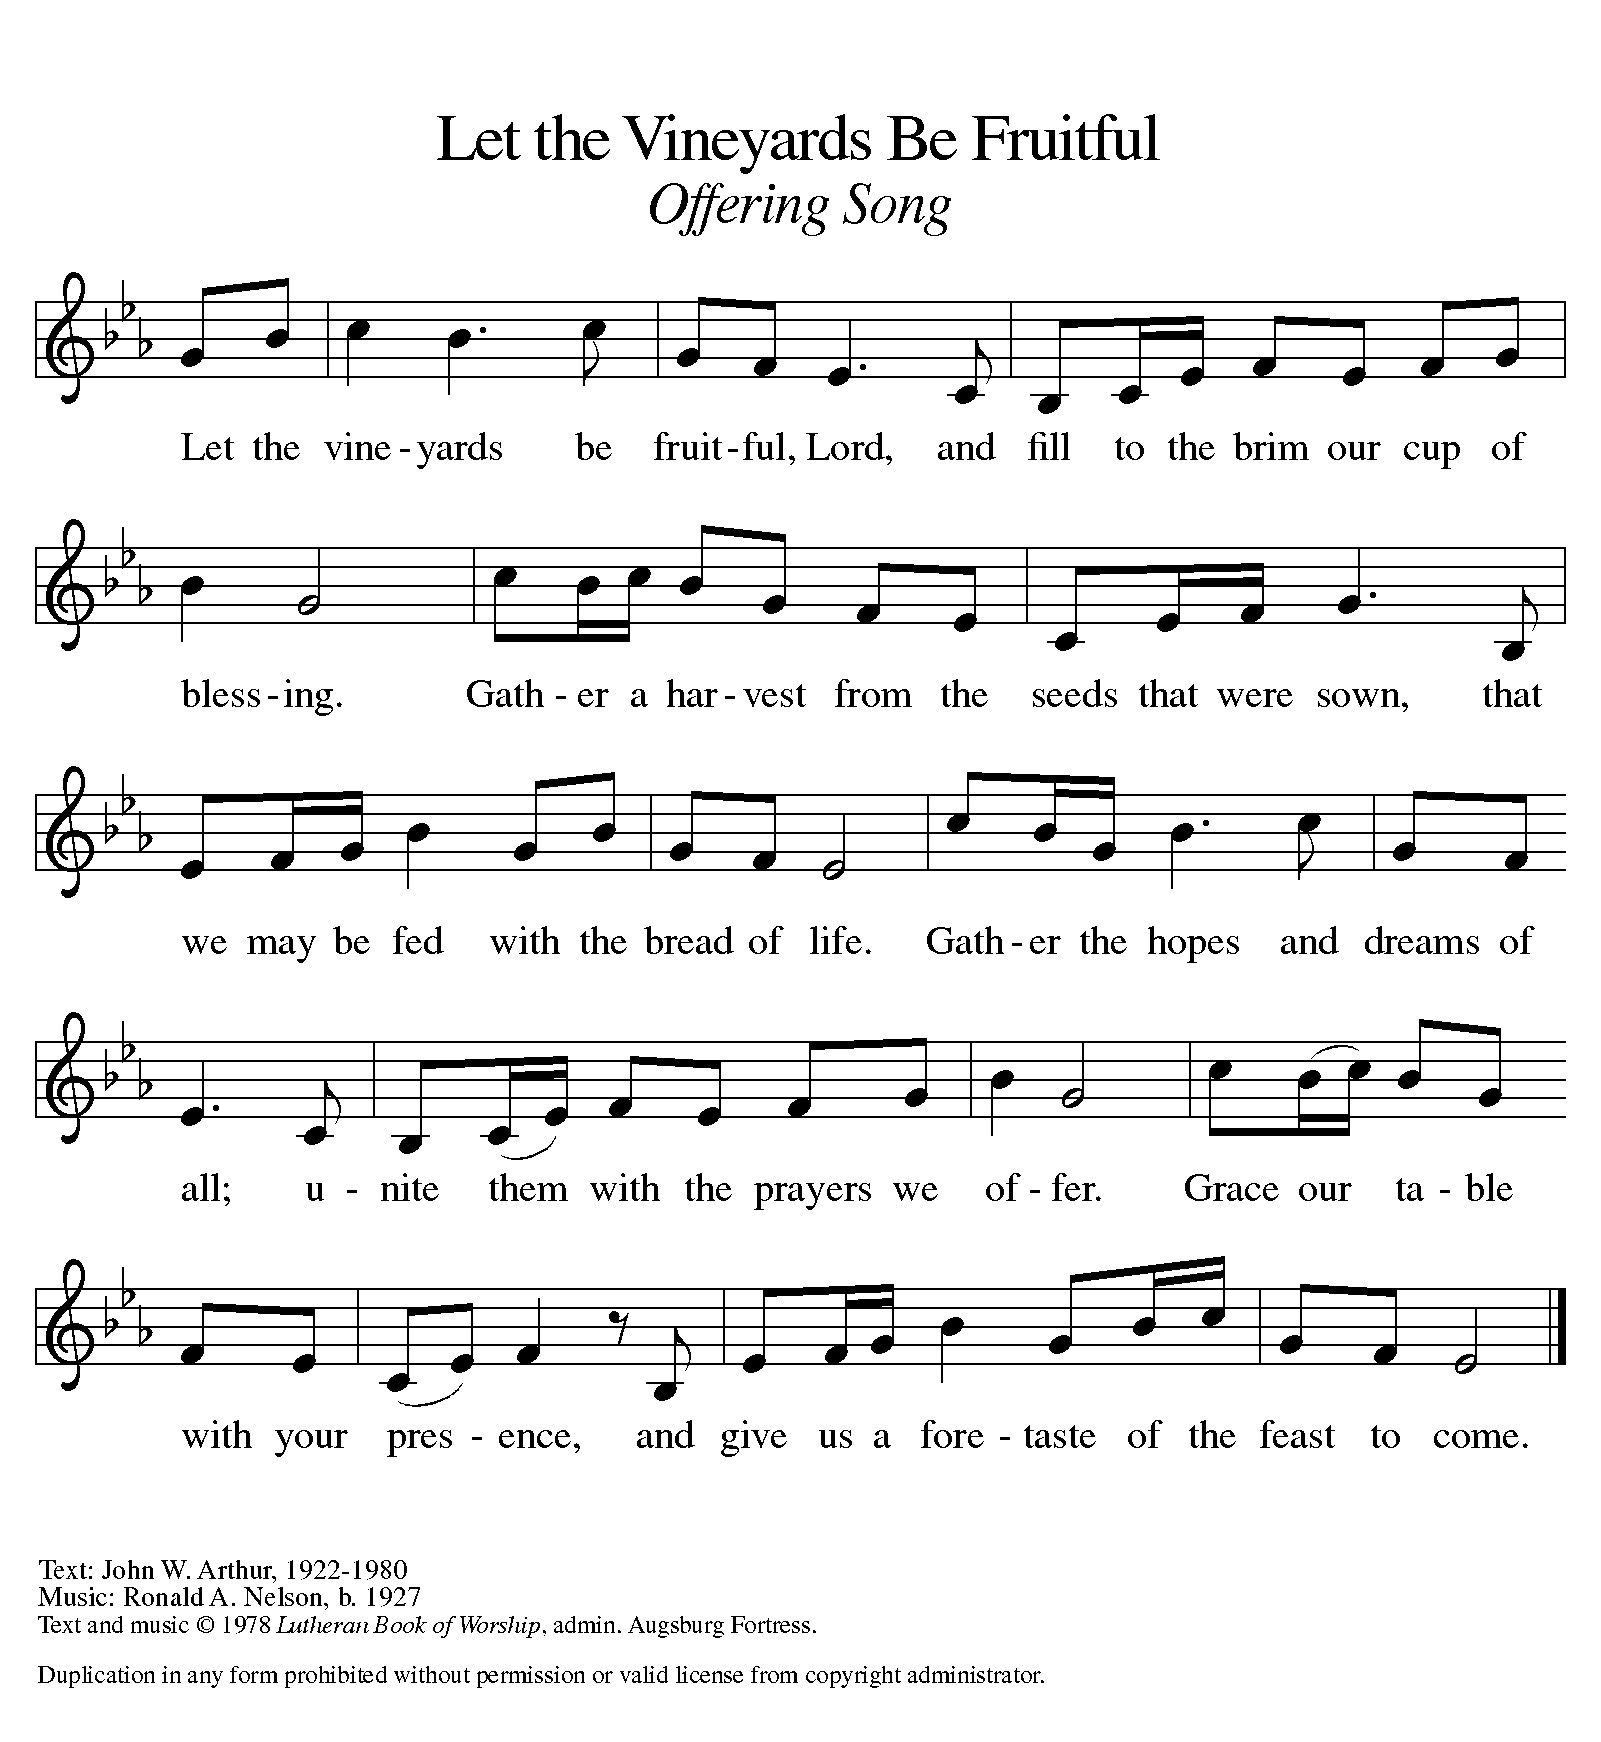 Let the Vineyards Be Fruitful
Offering Song
Let the vine - yards be fruit - ful, Lord, and fill to the brim our cup of
bless - ing. Gath - er a har - vest from the seeds that were sown, that
we may be fed with the bread of life. Gath - er the hopes and dreams of
all; u - nite them with the prayers we of - fer. Grace our ta - ble
with your pres - ence, and give us a fore - taste of the feast to come.
Text: John W. Arthur, 1922-1980
Music: Ronald A. Nelson, b. 1927
Text and music © 1978 Lutheran Book of Worship, admin. Augsburg Fortress.
Duplication in any form prohibited without permission or valid license from copyright administrator.